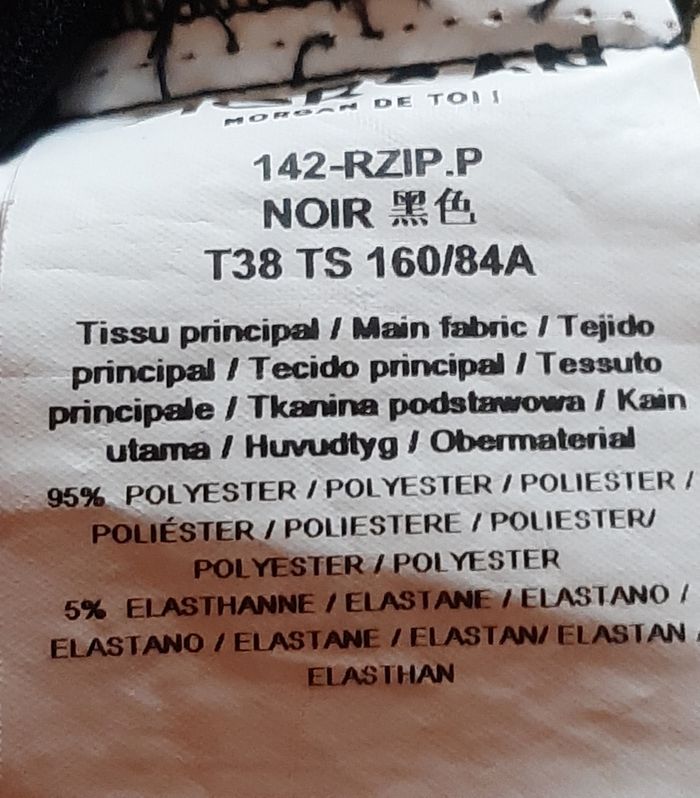 MORGAN
MORGAN DE TOI !
142-RZIP.P
NOIR 黑色
T38 TS 160/84A
Tissu principal / Main fabric / Tejido
principal / Tecido principal / Tessuto
principale / Tkanina podstawowa / Kain
utama / Huvudtyg / Obermaterial
95% POLYESTER / POLYESTER / POLIESTER /
POLIÉSTER / POLIESTERE / POLIESTER/
POLYESTER / POLYESTER
5% ELASTHANNE / ELASTANE / ELASTANO /
ELASTANO / ELASTANE / ELASTAN/ ELASTAN /
ELASTHAN